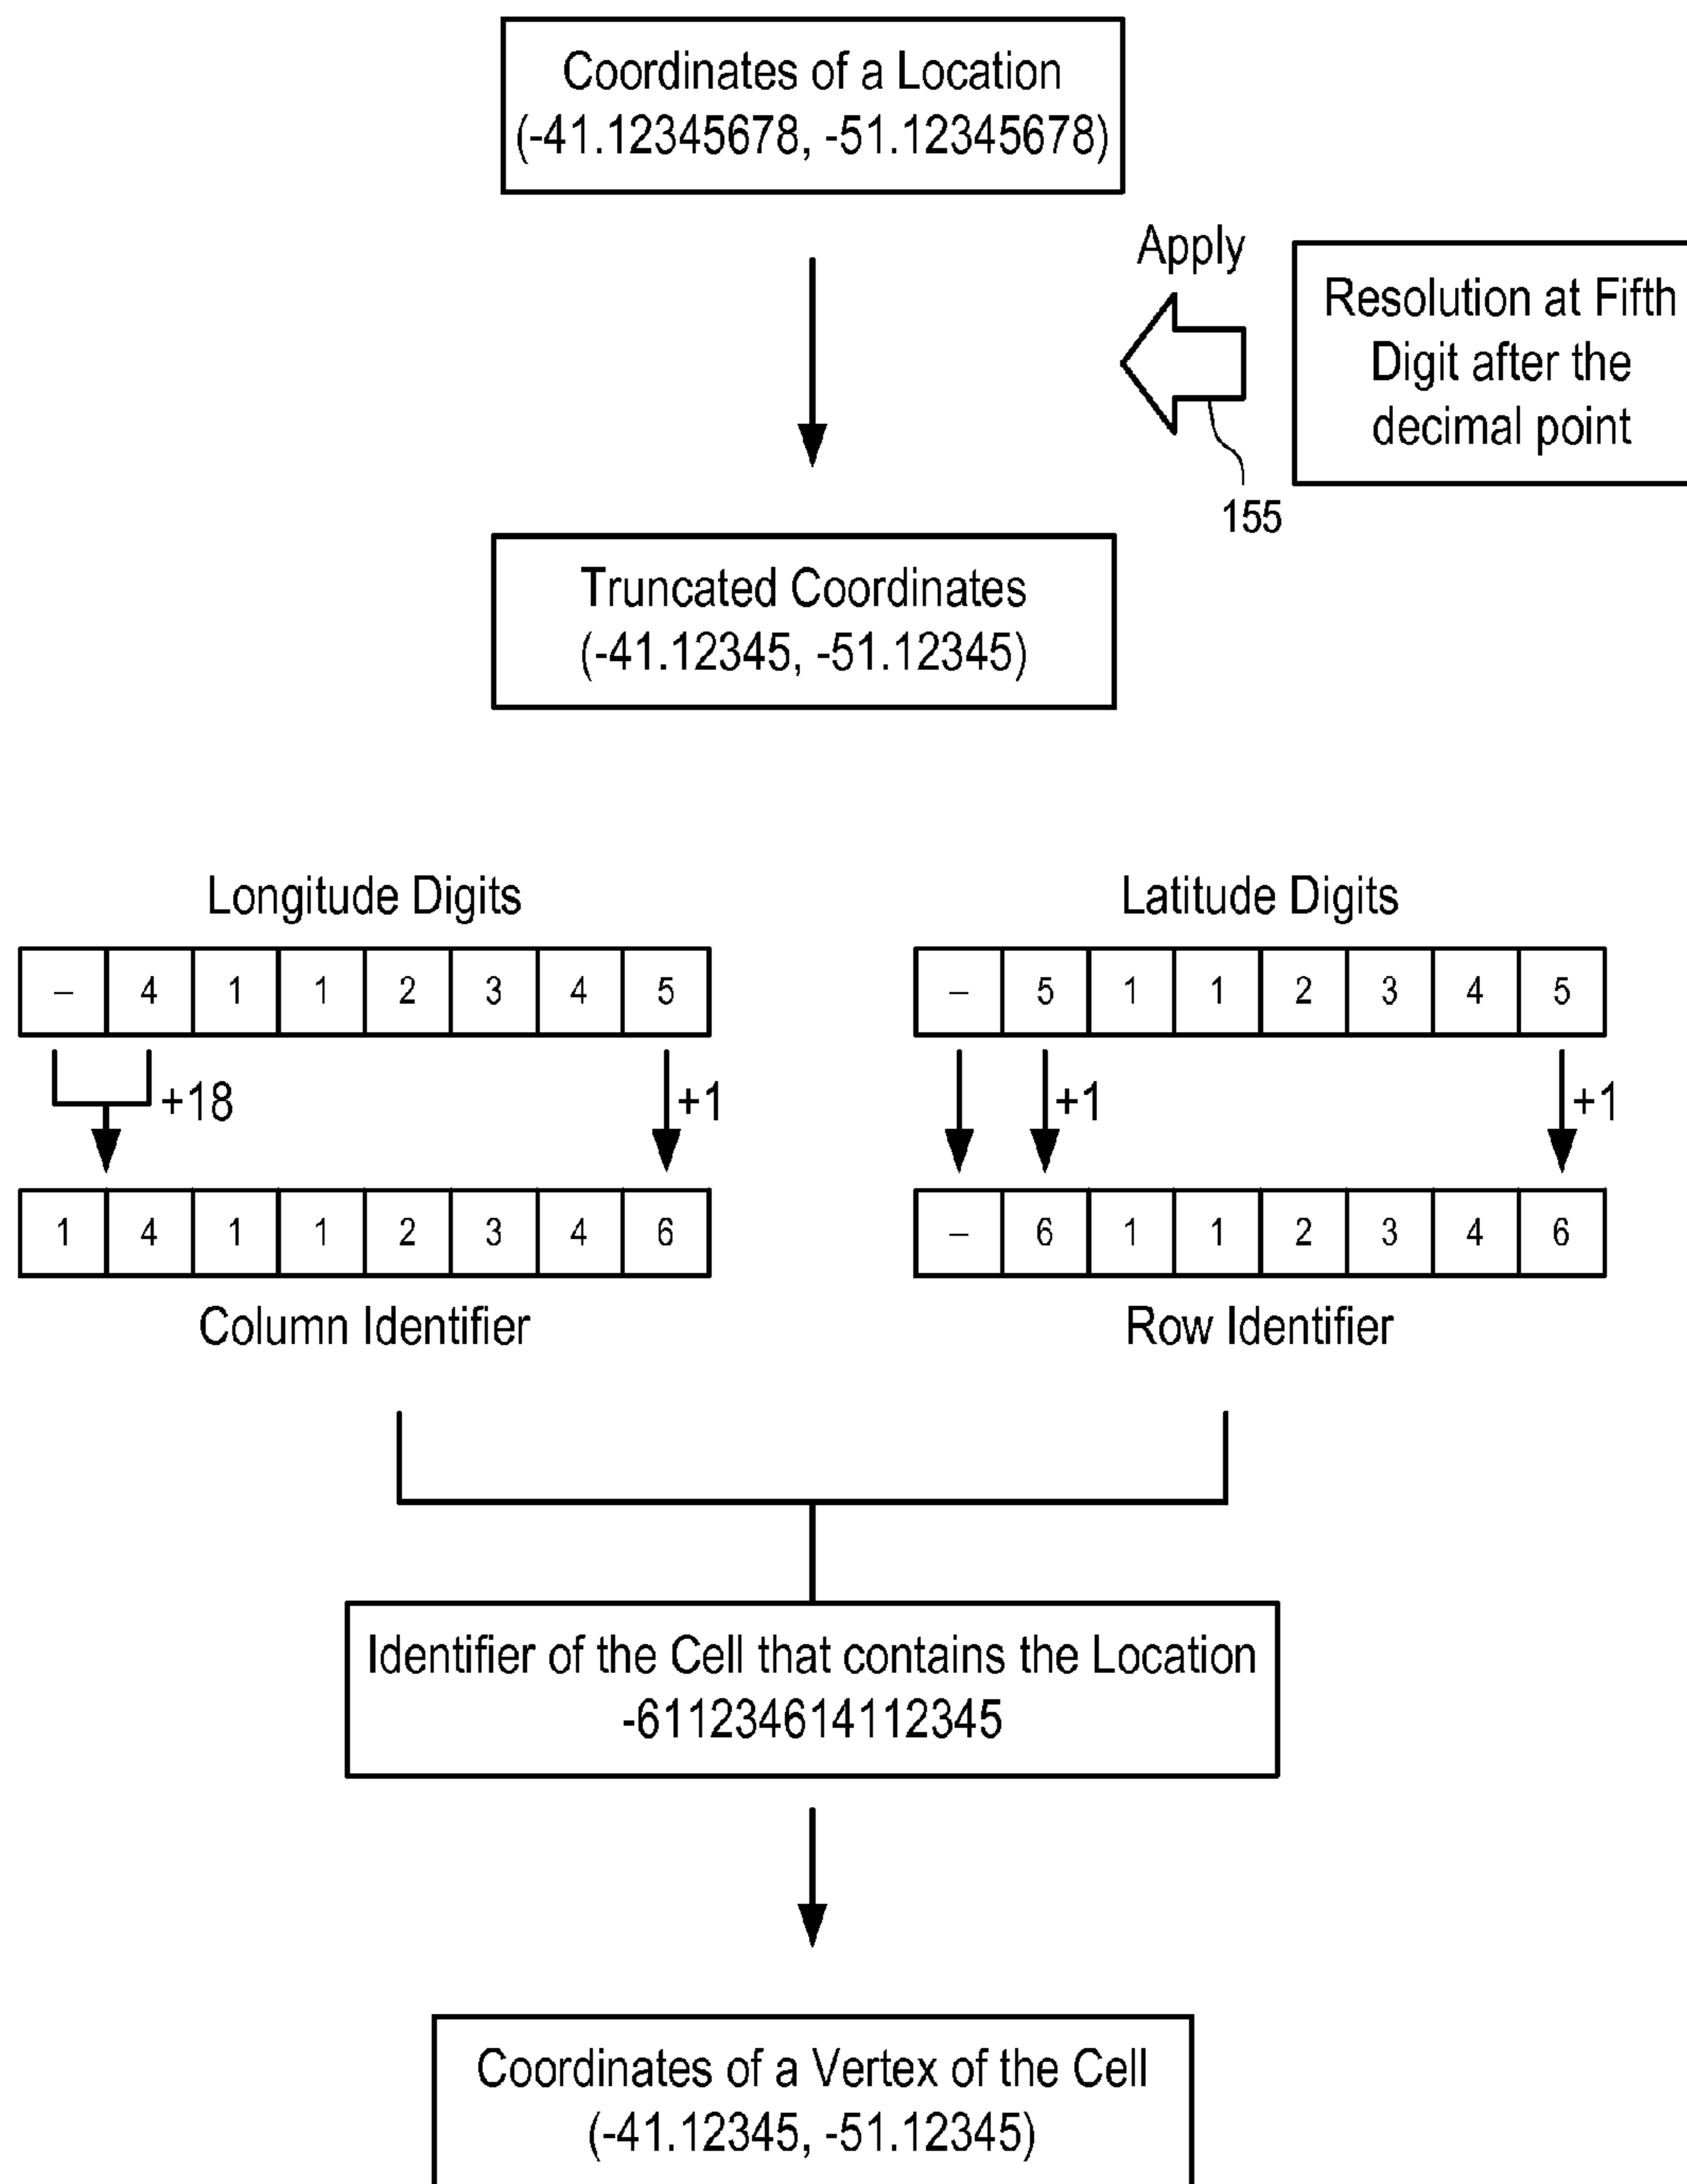 Coordinates of a Location
(-41.12345678, -51.12345678)
Apply
Resolution at Fifth
Digit after the
decimal point
155
Truncated Coordinates
(-41.12345, -51.12345)
Longitude Digits
– 4 1 1 2 3 4 5
+18 +1
1 4 1 1 2 3 4 6
Column Identifier
Latitude Digits
– 5 1 1 2 3 4 5
+1 +1
– 6 1 1 2 3 4 6
Row Identifier
Identifier of the Cell that contains the Location
-611234614112345
Coordinates of a Vertex of the Cell
(-41.12345, -51.12345)